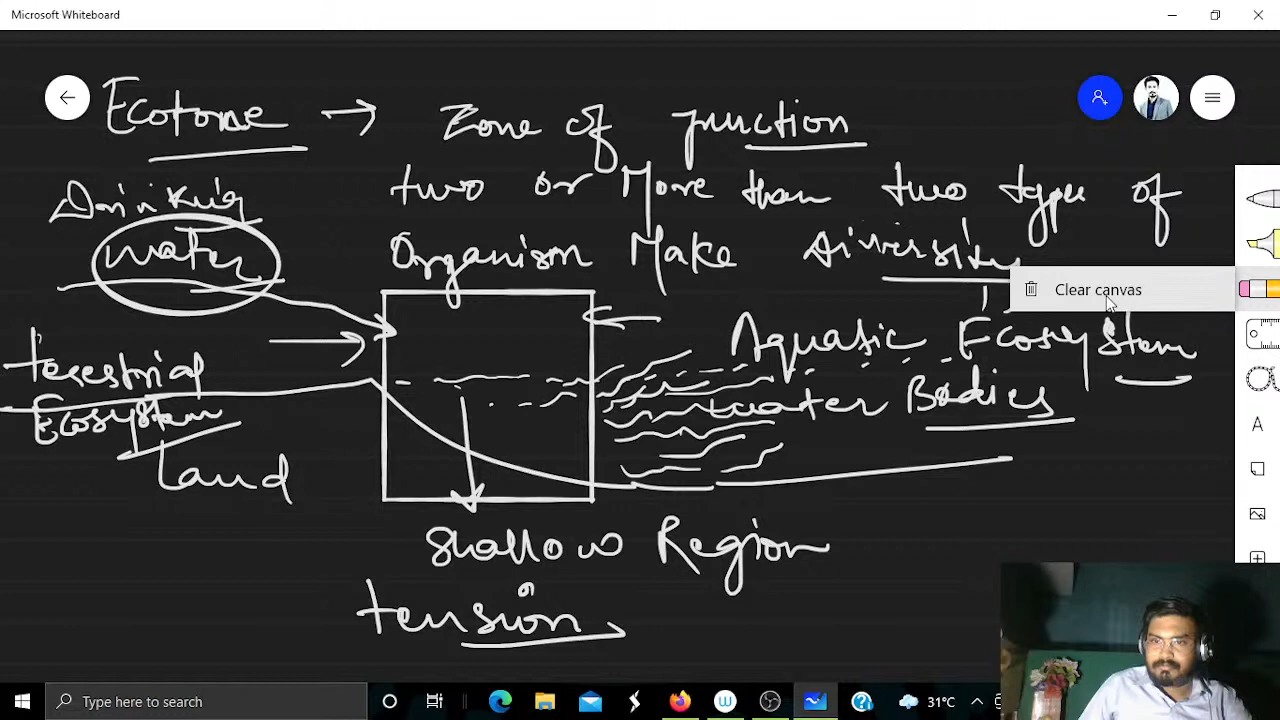 Microsoft Whiteboard
Ecotone → Zone of junction
Drinking
water
two or More than two type of
Organism Make diversity
Clear canvas
Aquatic Ecosystem
water Bodies
terestrial
Ecosystem
Land
A
Shallow Region
tension
Type here to search
31°C